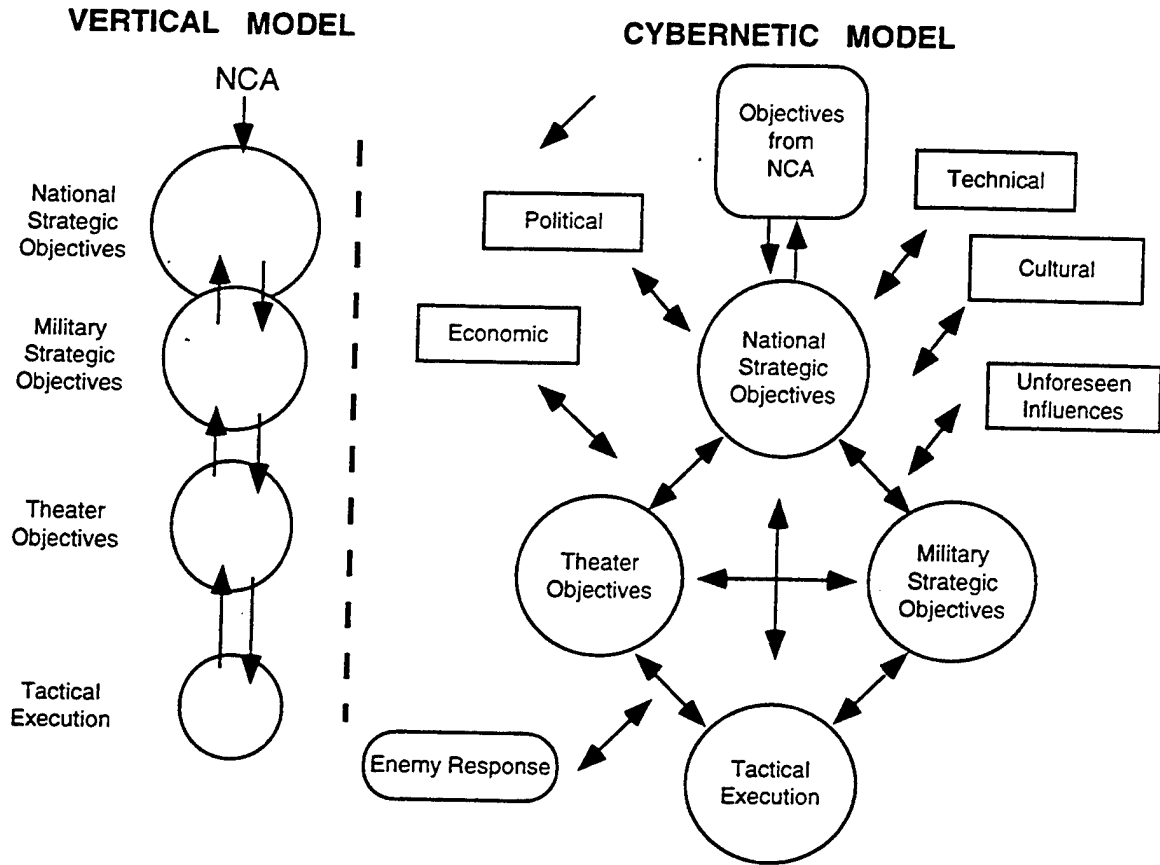 VERTICAL MODEL
NCA
National
Strategic
Objectives
Military
Strategic
Objectives
Theater
Objectives
Tactical
Execution
CYBERNETIC MODEL
Objectives
from
NCA
Technical
Political
Cultural
Economic
National
Strategic
Objectives
Unforeseen
Influences
Theater
Objectives
Military
Strategic
Objectives
Enemy Response
Tactical
Execution